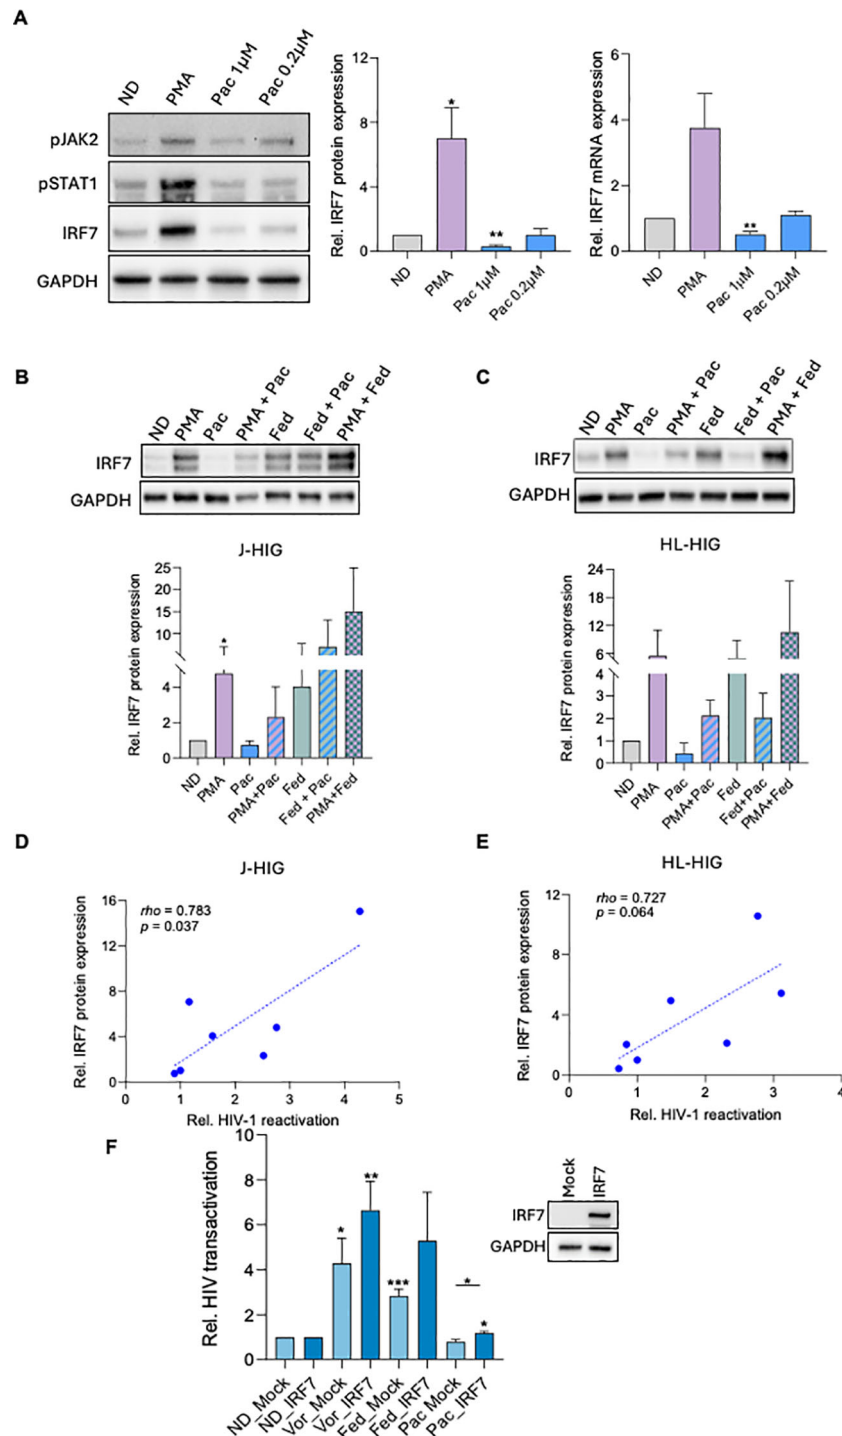 A
ND
PMA
Pac 1µM
Pac 0.2µM
pJAK2
pSTAT1
IRF7
GAPDH
Rel. IRF7 protein expression
12
8
4
0
*
**
ND
PMA
Pac 1µM
Pac 0.2µM
Rel. IRF7 mRNA expression
6
4
2
0
**
ND
PMA
Pac 1µM
Pac 0.2µM
B
ND
PMA
Pac
PMA + Pac
Fed
Fed + Pac
PMA + Fed
IRF7
GAPDH
J-HIG
Rel. IRF7 protein expression
25
20
15
10
4
2
0
*
ND
PMA
Pac
PMA+Pac
Fed
Fed + Pac
PMA+Fed
C
ND
PMA
Pac
PMA + Pac
Fed
Fed + Pac
PMA + Fed
IRF7
GAPDH
HL-HIG
Rel. IRF7 protein expression
24
18
12
6
4
3
2
1
0
ND
PMA
Pac
PMA+Pac
Fed
Fed+Pac
PMA+Fed
D
J-HIG
rho = 0.783
p = 0.037
Rel. IRF7 protein expression
16
12
8
4
0
0 1 2 3 4 5
Rel. HIV-1 reactivation
E
HL-HIG
rho = 0.727
p = 0.064
Rel. IRF7 protein expression
12
8
4
0
0 1 2 3 4
Rel. HIV-1 reactivation
F
Rel. HIV transactivation
10
8
6
4
2
0
*
**
***
*
*
ND_Mock
ND_IRF7
Vor_Mock
Vor_IRF7
Fed_Mock
Fed_IRF7
Pac Mock
Pac_IRF7
Mock
IRF7
IRF7
GAPDH